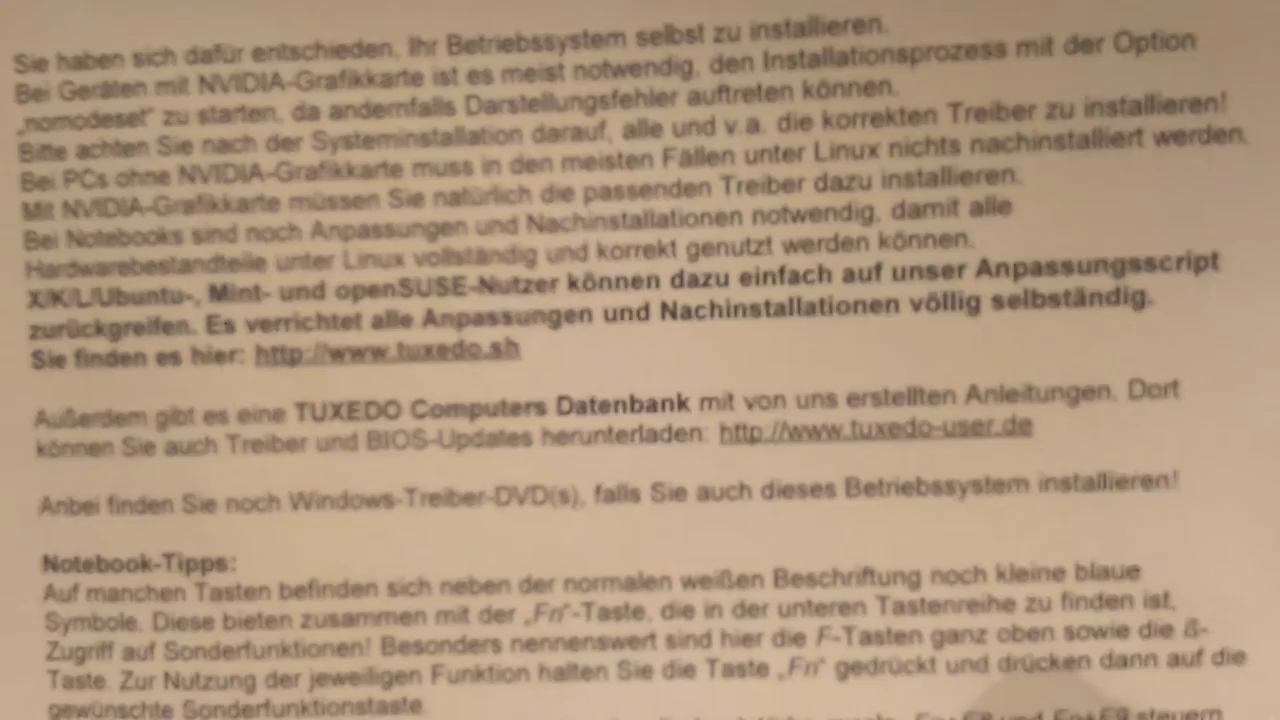 Sie haben sich dafür entschieden, Ihr Betriebssystem selbst zu installieren.
Bei Geräten mit NVIDIA-Grafikkarte ist es meist notwendig, den Installationsprozess mit der Option
„nomodeset“ zu starten, da andernfalls Darstellungsfehler auftreten können.
Bitte achten Sie nach der Systeminstallation darauf, alle und v.a. die korrekten Treiber zu installieren!
Bei PCs ohne NVIDIA-Grafikkarte muss in den meisten Fällen unter Linux nichts nachinstalliert werden.
Mit NVIDIA-Grafikkarte müssen Sie natürlich die passenden Treiber dazu installieren.
Bei Notebooks sind noch Anpassungen und Nachinstallationen notwendig, damit alle
Hardwarebestandteile unter Linux vollständig und korrekt genutzt werden können.
X/K/L/Ubuntu-, Mint- und openSUSE-Nutzer können dazu einfach auf unser Anpassungsscript
zurückgreifen. Es verrichtet alle Anpassungen und Nachinstallationen völlig selbständig.
Sie finden es hier: http://www.tuxedo.sh
Außerdem gibt es eine TUXEDO Computers Datenbank mit von uns erstellten Anleitungen. Dort
können Sie auch Treiber und BIOS-Updates herunterladen: http://www.tuxedo-user.de
Anbei finden Sie noch Windows-Treiber-DVD(s), falls Sie auch dieses Betriebssystem installieren!
Notebook-Tipps:
Auf manchen Tasten befinden sich neben der normalen weißen Beschriftung noch kleine blaue
Symbole. Diese bieten zusammen mit der „Fn“-Taste, die in der unteren Tastenreihe zu finden ist,
Zugriff auf Sonderfunktionen! Besonders nennenswert sind hier die F-Tasten ganz oben sowie die ß-
Taste. Zur Nutzung der jeweiligen Funktion halten Sie die Taste „Fn“ gedrückt und drücken dann auf die
gewünschte Sonderfunktionstaste.
Fn+F8 und Fn+F9 steuern